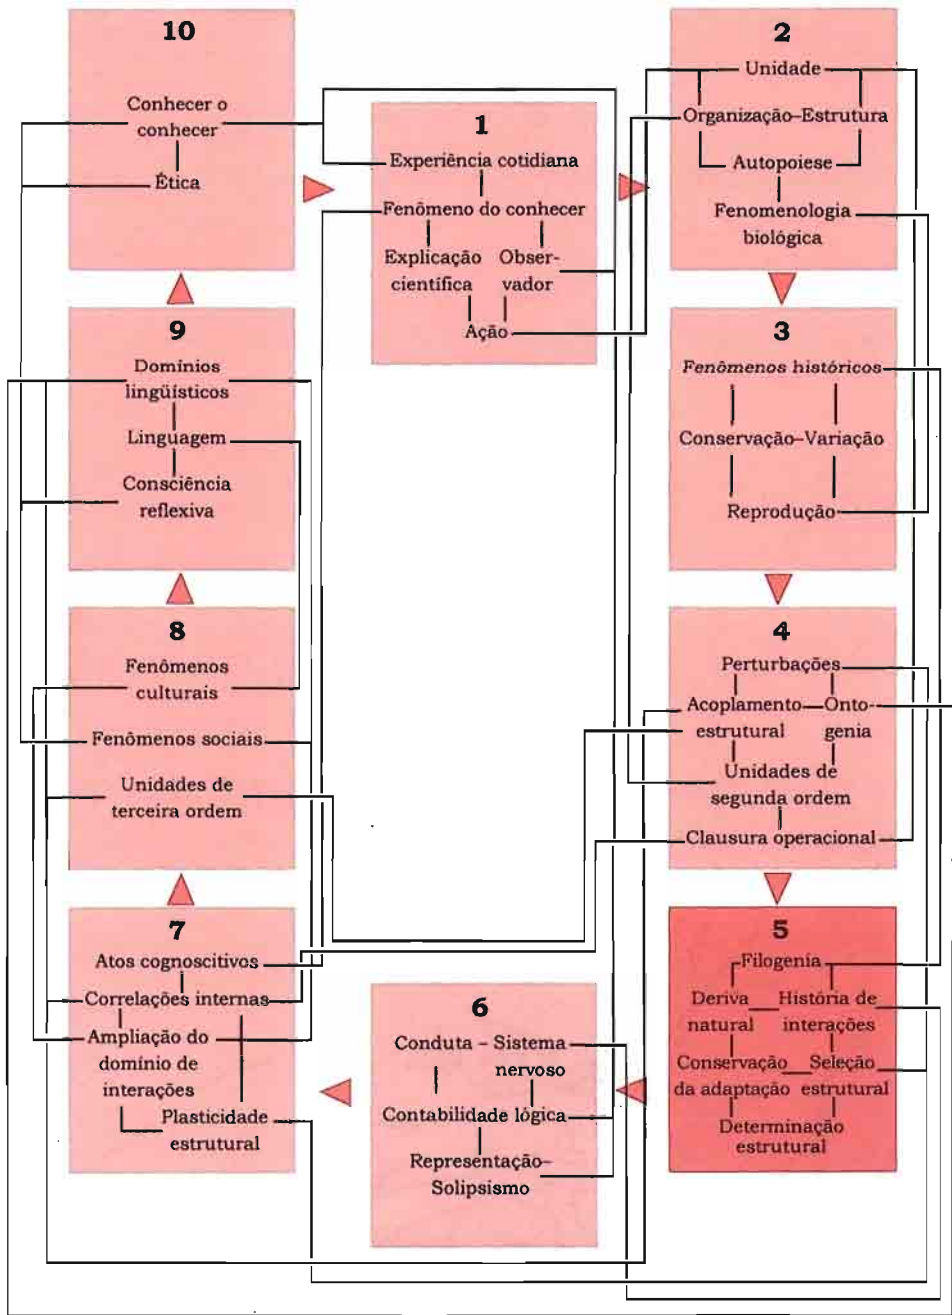 10
Conhecer o
conhecer
Ética
1
Experiência cotidiana
Fenômeno do conhecer
Explicação Obser-
científica vador
Ação
2
Unidade
Organização–Estrutura
Autopoiese
Fenomenologia
biológica
3
Fenômenos históricos
Conservação–Variação
Reprodução
4
Perturbações
Acoplamento Onto-
estrutural genia
Unidades de
segunda ordem
Clausura operacional
5
Filogenia
Deriva História de
natural interações
Conservação Seleção
da adaptação estrutural
Determinação
estrutural
6
Conduta – Sistema
nervoso
Contabilidade lógica
Representação–
Solipsismo
7
Atos cognoscitivos
Correlações internas
Ampliação do
domínio de
interações
Plasticidade
estrutural
8
Fenômenos
culturais
Fenômenos sociais
Unidades de
terceira ordem
9
Domínios
lingüísticos
Linguagem
Consciência
reflexiva